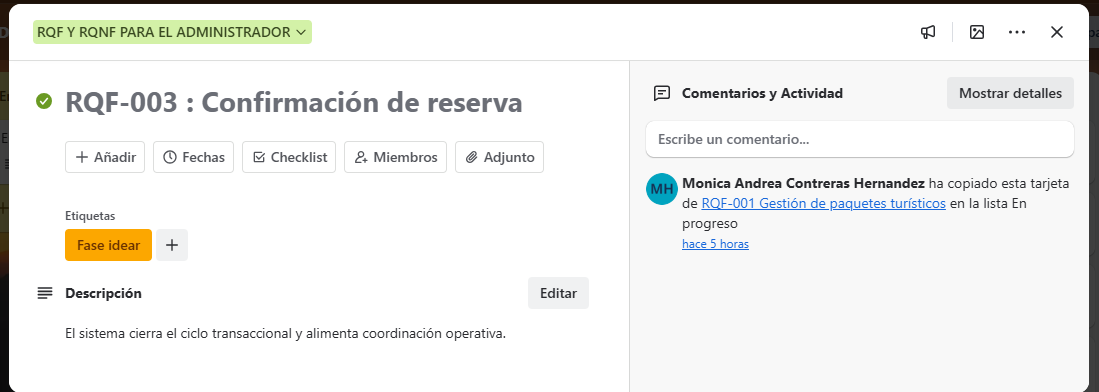 RQF Y RQNF PARA EL ADMINISTRADOR
RQF-003 : Confirmación de reserva
Añadir
Fechas
Checklist
Miembros
Adjunto
Etiquetas
Fase idear
Descripción
Editar
El sistema cierra el ciclo transaccional y alimenta coordinación operativa.
Comentarios y Actividad
Mostrar detalles
Escribe un comentario...
MH
Monica Andrea Contreras Hernandez ha copiado esta tarjeta
de RQF-001 Gestión de paquetes turísticos en la lista En
progreso
hace 5 horas